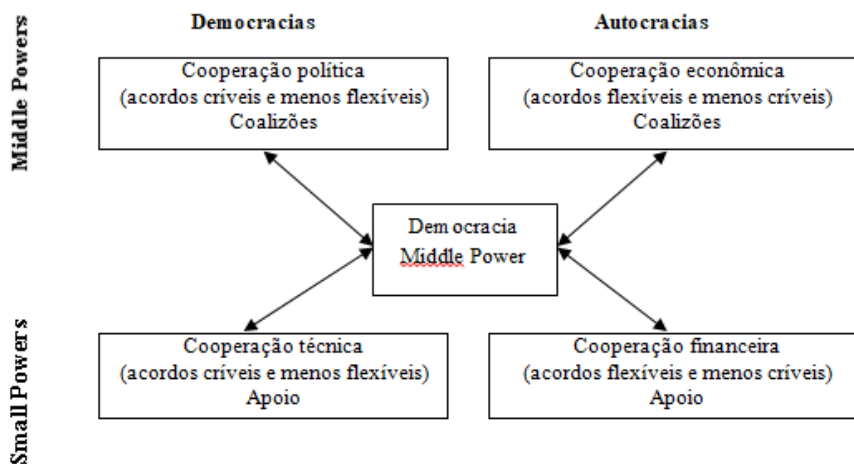 Democracias
Autocracias
Middle Powers
Cooperação política
(acordos críveis e menos flexíveis)
Coalizões
Cooperação econômica
(acordos flexíveis e menos críveis)
Coalizões
Democracia
Middle Power
Small Powers
Cooperação técnica
(acordos críveis e menos flexíveis)
Apoio
Cooperação financeira
(acordos flexíveis e menos críveis)
Apoio